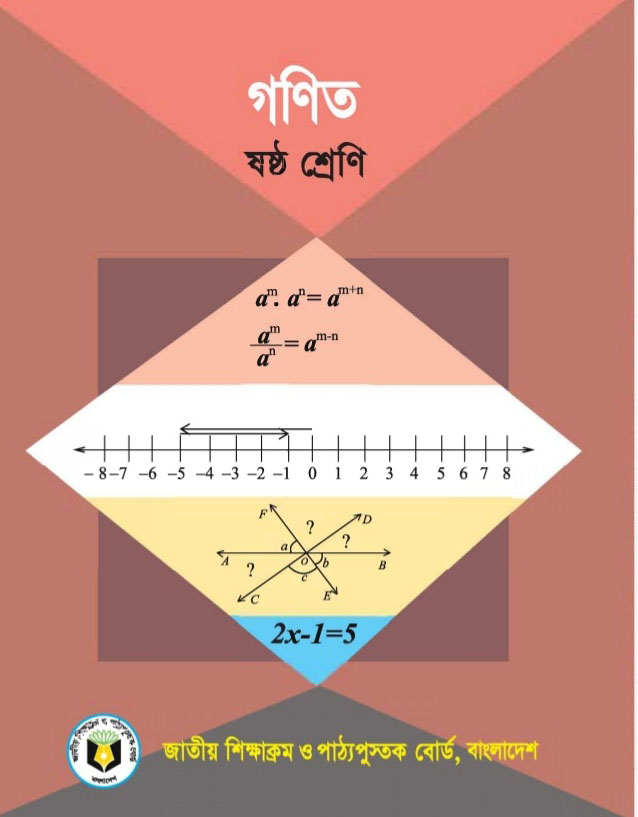 গণিত
ষষ্ঠ শ্রেণি
aᵐ. aⁿ = aᵐ⁺ⁿ
aᵐ/aⁿ = aᵐ⁻ⁿ
– 8 –7 –6 –5 –4 –3 –2 –1 0 1 2 3 4 5 6 7 8
F ? D
a ?
A O b B
? c
C E
2x-1=5
জাতীয় শিক্ষাক্রম ও পাঠ্যপুস্তক বোর্ড, বাংলাদেশ